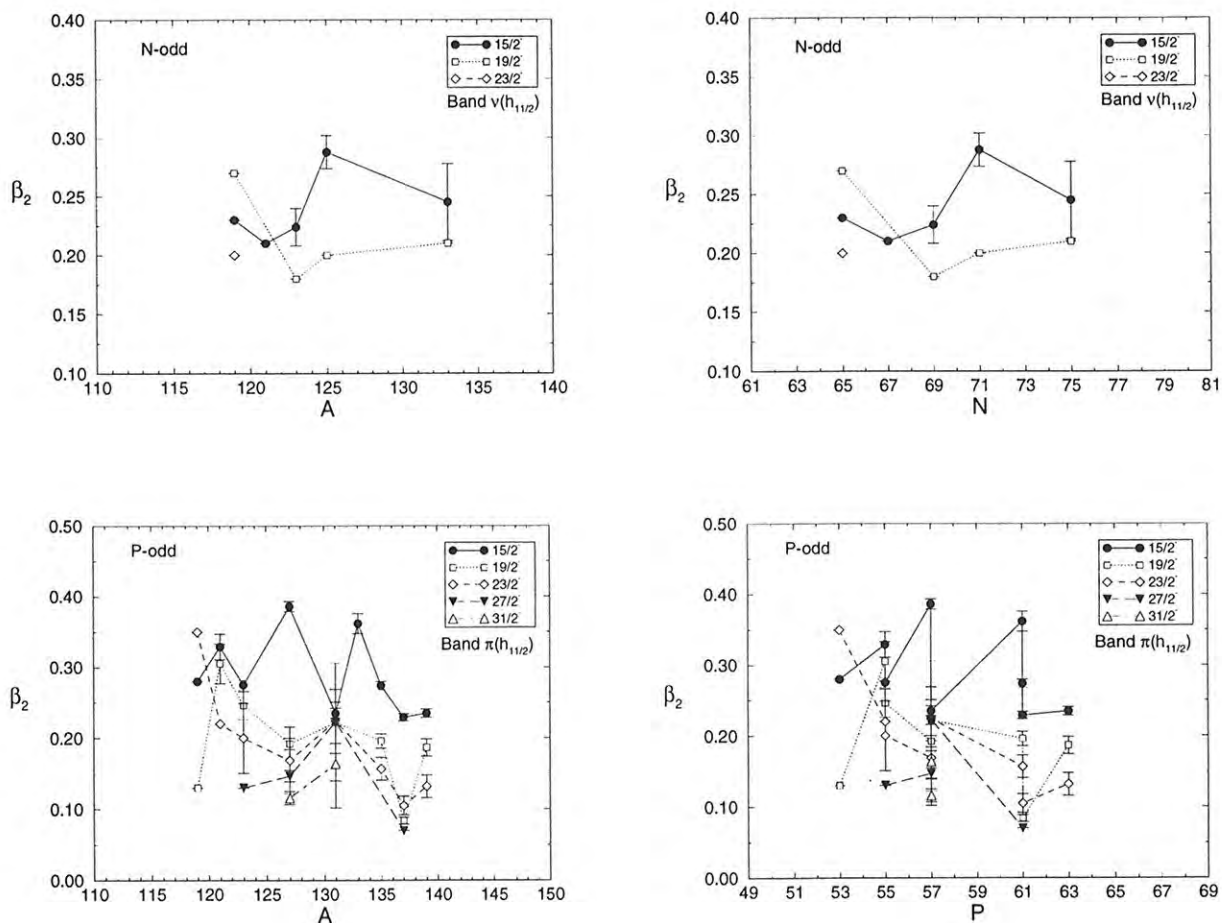 N-odd
15/2-
19/2-
23/2-
Band ν(h11/2)
β2
0.40
0.35
0.30
0.25
0.20
0.15
0.10
110 115 120 125 130 135 140
A
N-odd
15/2-
19/2-
23/2-
Band ν(h11/2)
β2
0.40
0.35
0.30
0.25
0.20
0.15
0.10
61 63 65 67 69 71 73 75 77 79 81
N
P-odd
15/2-
19/2-
23/2-
27/2-
31/2-
Band π(h11/2)
β2
0.50
0.40
0.30
0.20
0.10
0.00
110 115 120 125 130 135 140 145 150
A
P-odd
15/2-
19/2-
23/2-
27/2-
31/2-
Band π(h11/2)
β2
0.50
0.40
0.30
0.20
0.10
0.00
49 51 53 55 57 59 61 63 65 67 69
P